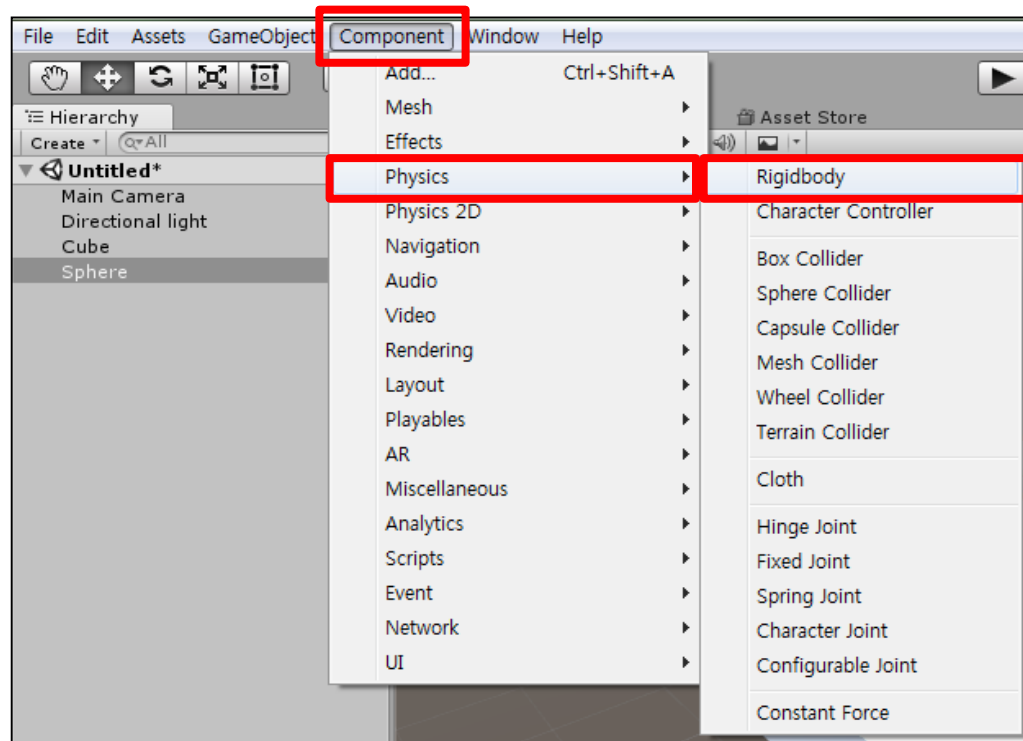 File Edit Assets GameObject Component Window Help
Hierarchy
Create All
Untitled*
Main Camera
Directional light
Cube
Sphere
Add... Ctrl+Shift+A
Mesh
Effects
Physics
Physics 2D
Navigation
Audio
Video
Rendering
Layout
Playables
AR
Miscellaneous
Analytics
Scripts
Event
Network
UI
Asset Store
Rigidbody
Character Controller
Box Collider
Sphere Collider
Capsule Collider
Mesh Collider
Wheel Collider
Terrain Collider
Cloth
Hinge Joint
Fixed Joint
Spring Joint
Character Joint
Configurable Joint
Constant Force